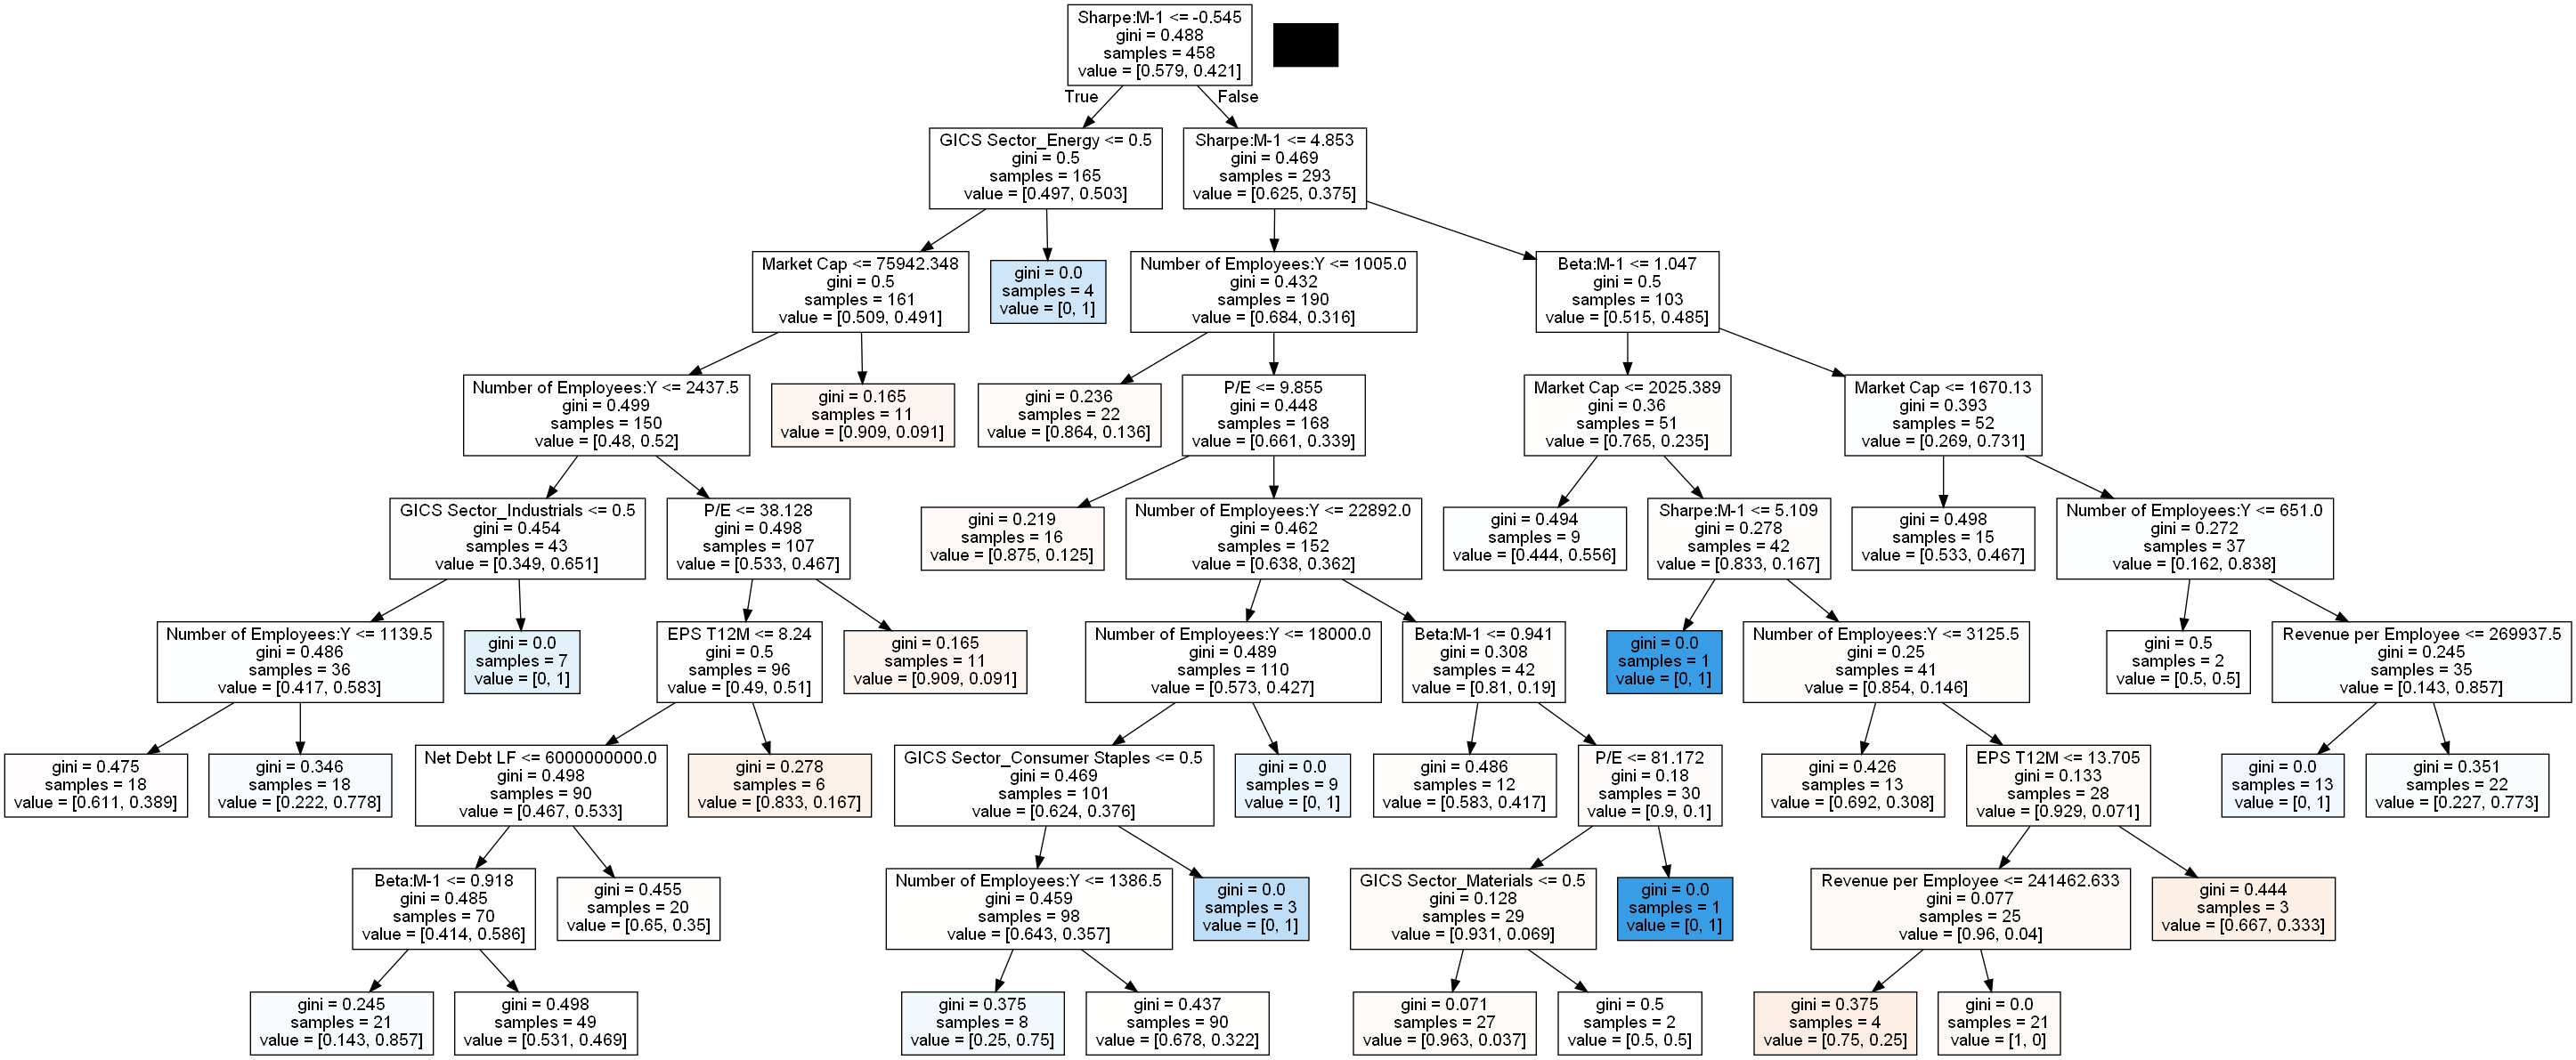 Sharpe:M-1 <= -0.545
gini = 0.488
samples = 458
value = [0.579, 0.421]
True
False
GICS Sector_Energy <= 0.5
gini = 0.5
samples = 165
value = [0.497, 0.503]
Sharpe:M-1 <= 4.853
gini = 0.469
samples = 293
value = [0.625, 0.375]
Market Cap <= 75942.348
gini = 0.5
samples = 161
value = [0.509, 0.491]
gini = 0.0
samples = 4
value = [0, 1]
Number of Employees:Y <= 1005.0
gini = 0.432
samples = 190
value = [0.684, 0.316]
Beta:M-1 <= 1.047
gini = 0.5
samples = 103
value = [0.515, 0.485]
Number of Employees:Y <= 2437.5
gini = 0.499
samples = 150
value = [0.48, 0.52]
gini = 0.165
samples = 11
value = [0.909, 0.091]
gini = 0.236
samples = 22
value = [0.864, 0.136]
P/E <= 9.855
gini = 0.448
samples = 168
value = [0.661, 0.339]
Market Cap <= 2025.389
gini = 0.36
samples = 51
value = [0.765, 0.235]
Market Cap <= 1670.13
gini = 0.393
samples = 52
value = [0.269, 0.731]
GICS Sector_Industrials <= 0.5
gini = 0.454
samples = 43
value = [0.349, 0.651]
P/E <= 38.128
gini = 0.498
samples = 107
value = [0.533, 0.467]
gini = 0.219
samples = 16
value = [0.875, 0.125]
Number of Employees:Y <= 22892.0
gini = 0.462
samples = 152
value = [0.638, 0.362]
gini = 0.494
samples = 9
value = [0.444, 0.556]
Sharpe:M-1 <= 5.109
gini = 0.278
samples = 42
value = [0.833, 0.167]
gini = 0.498
samples = 15
value = [0.533, 0.467]
Number of Employees:Y <= 651.0
gini = 0.272
samples = 37
value = [0.162, 0.838]
Number of Employees:Y <= 1139.5
gini = 0.486
samples = 36
value = [0.417, 0.583]
gini = 0.0
samples = 7
value = [0, 1]
EPS T12M <= 8.24
gini = 0.5
samples = 96
value = [0.49, 0.51]
gini = 0.165
samples = 11
value = [0.909, 0.091]
Number of Employees:Y <= 18000.0
gini = 0.489
samples = 110
value = [0.573, 0.427]
Beta:M-1 <= 0.941
gini = 0.308
samples = 42
value = [0.81, 0.19]
gini = 0.0
samples = 1
value = [0, 1]
Number of Employees:Y <= 3125.5
gini = 0.25
samples = 41
value = [0.854, 0.146]
gini = 0.5
samples = 2
value = [0.5, 0.5]
Revenue per Employee <= 269937.5
gini = 0.245
samples = 35
value = [0.143, 0.857]
gini = 0.475
samples = 18
value = [0.611, 0.389]
gini = 0.346
samples = 18
value = [0.222, 0.778]
Net Debt LF <= 6000000000.0
gini = 0.498
samples = 90
value = [0.467, 0.533]
gini = 0.278
samples = 6
value = [0.833, 0.167]
GICS Sector_Consumer Staples <= 0.5
gini = 0.469
samples = 101
value = [0.624, 0.376]
gini = 0.0
samples = 9
value = [0, 1]
gini = 0.486
samples = 12
value = [0.583, 0.417]
P/E <= 81.172
gini = 0.18
samples = 30
value = [0.9, 0.1]
gini = 0.426
samples = 13
value = [0.692, 0.308]
EPS T12M <= 13.705
gini = 0.133
samples = 28
value = [0.929, 0.071]
gini = 0.0
samples = 13
value = [0, 1]
gini = 0.351
samples = 22
value = [0.227, 0.773]
Beta:M-1 <= 0.918
gini = 0.485
samples = 70
value = [0.414, 0.586]
gini = 0.455
samples = 20
value = [0.65, 0.35]
Number of Employees:Y <= 1386.5
gini = 0.459
samples = 98
value = [0.643, 0.357]
gini = 0.0
samples = 3
value = [0, 1]
GICS Sector_Materials <= 0.5
gini = 0.128
samples = 29
value = [0.931, 0.069]
gini = 0.0
samples = 1
value = [0, 1]
Revenue per Employee <= 241462.633
gini = 0.077
samples = 25
value = [0.96, 0.04]
gini = 0.444
samples = 3
value = [0.667, 0.333]
gini = 0.245
samples = 21
value = [0.143, 0.857]
gini = 0.498
samples = 49
value = [0.531, 0.469]
gini = 0.375
samples = 8
value = [0.25, 0.75]
gini = 0.437
samples = 90
value = [0.678, 0.322]
gini = 0.071
samples = 27
value = [0.963, 0.037]
gini = 0.5
samples = 2
value = [0.5, 0.5]
gini = 0.375
samples = 4
value = [0.75, 0.25]
gini = 0.0
samples = 21
value = [1, 0]